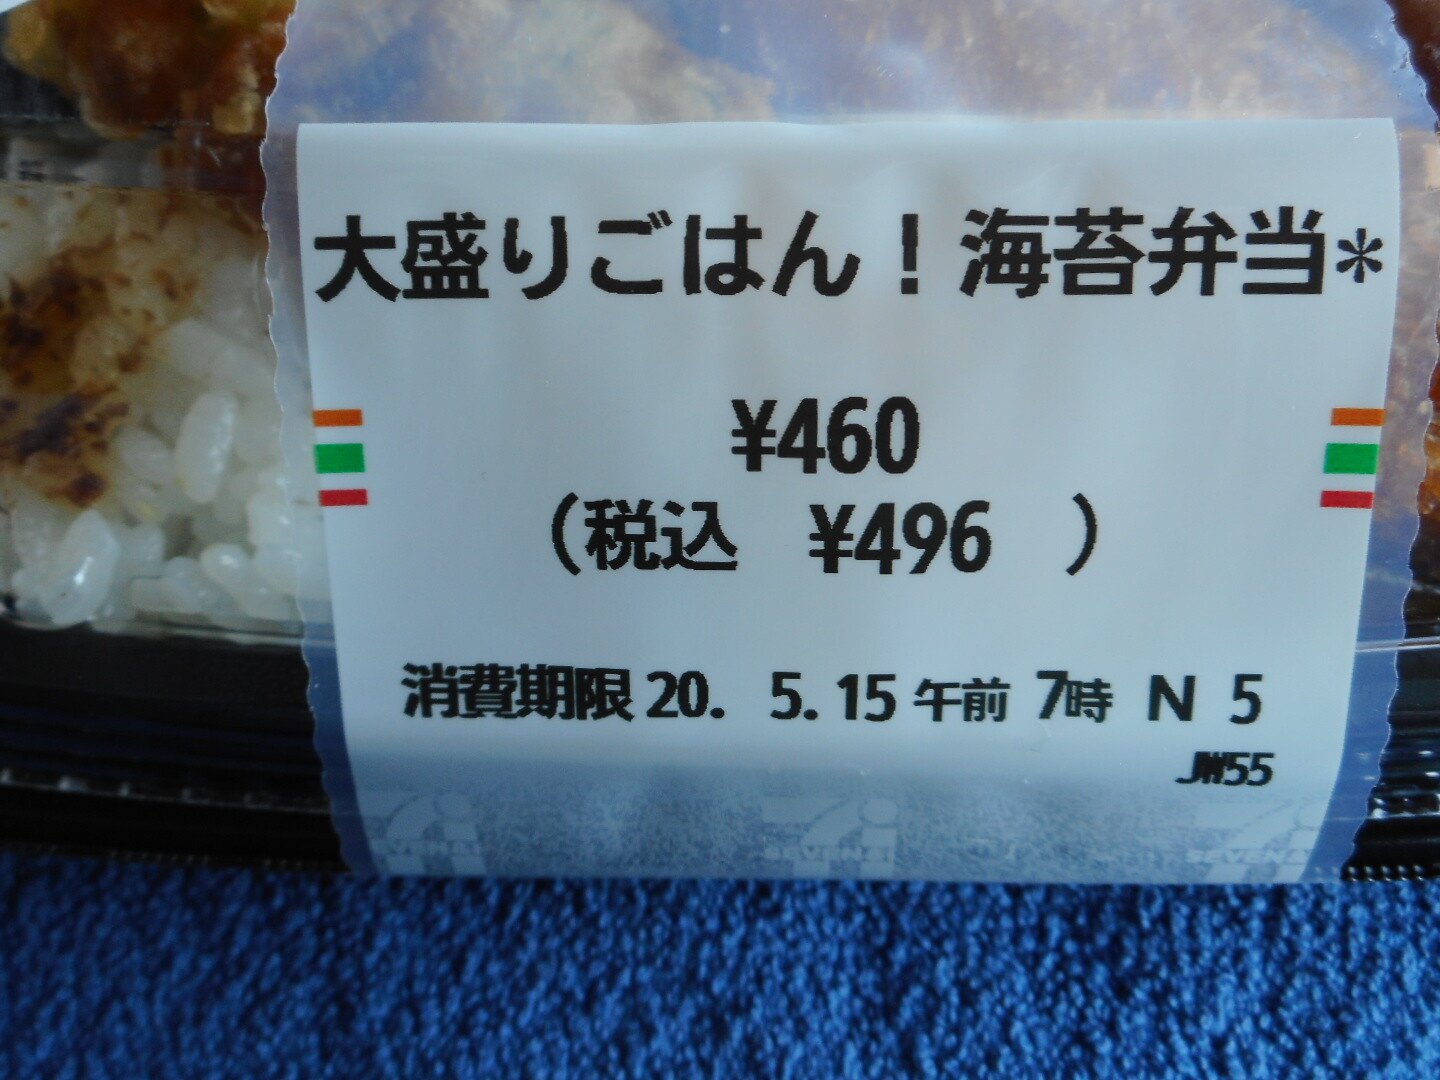 大盛りごはん！海苔弁当*
¥460
（税込 ¥496 ）
消費期限 20. 5. 15 午前 7時 N 5
JW55